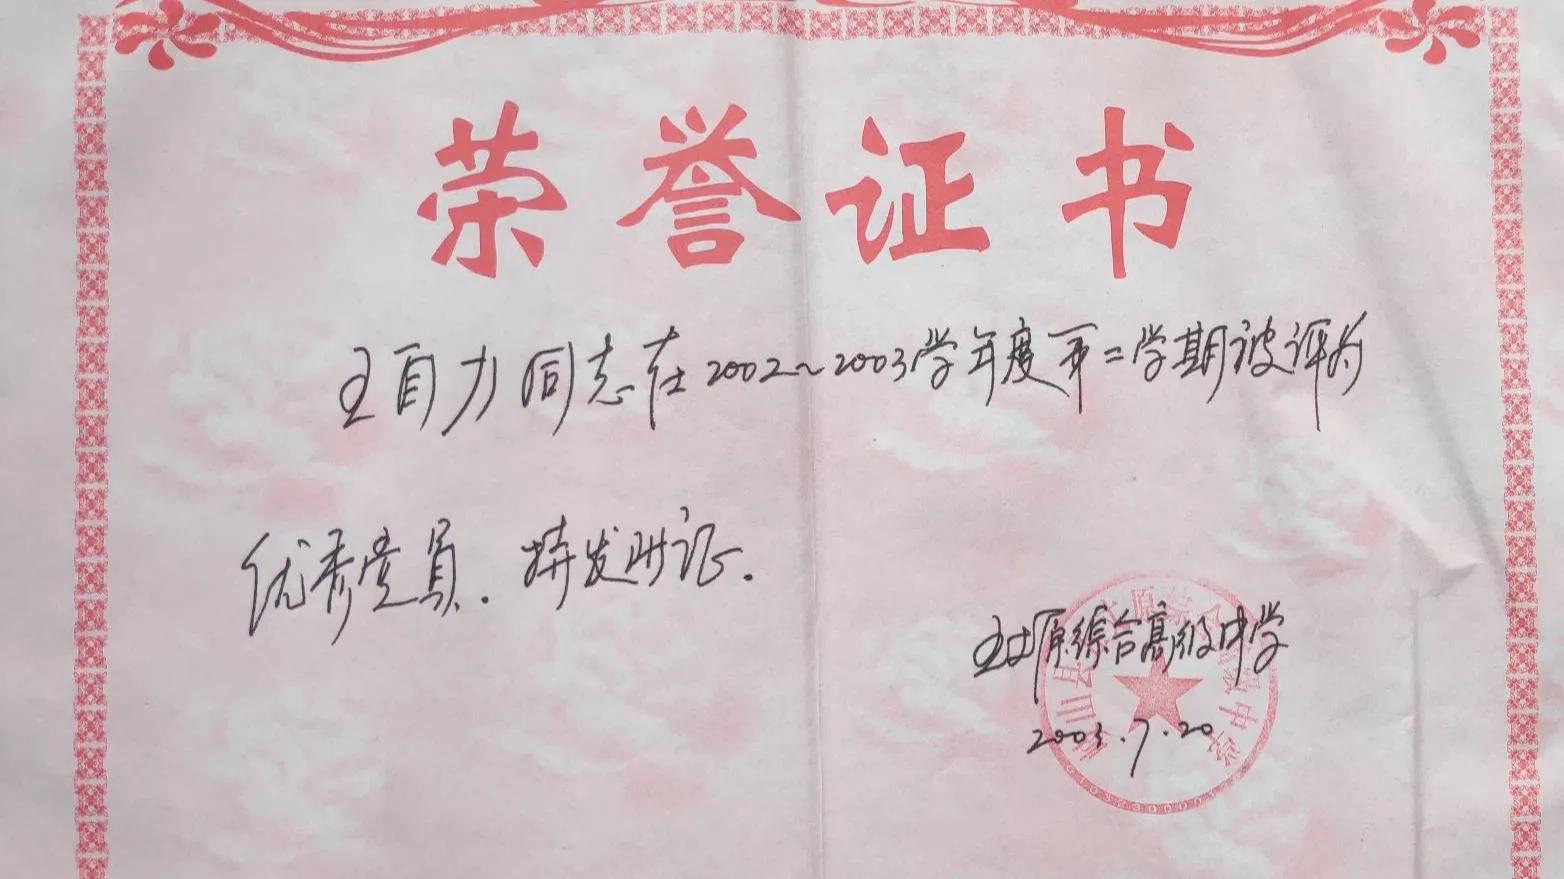 荣誉证书
王自力同志在2002~2003学年度第二学期被评为
优秀党员.特发此证.
五里原综合高级中学
2003.7.20